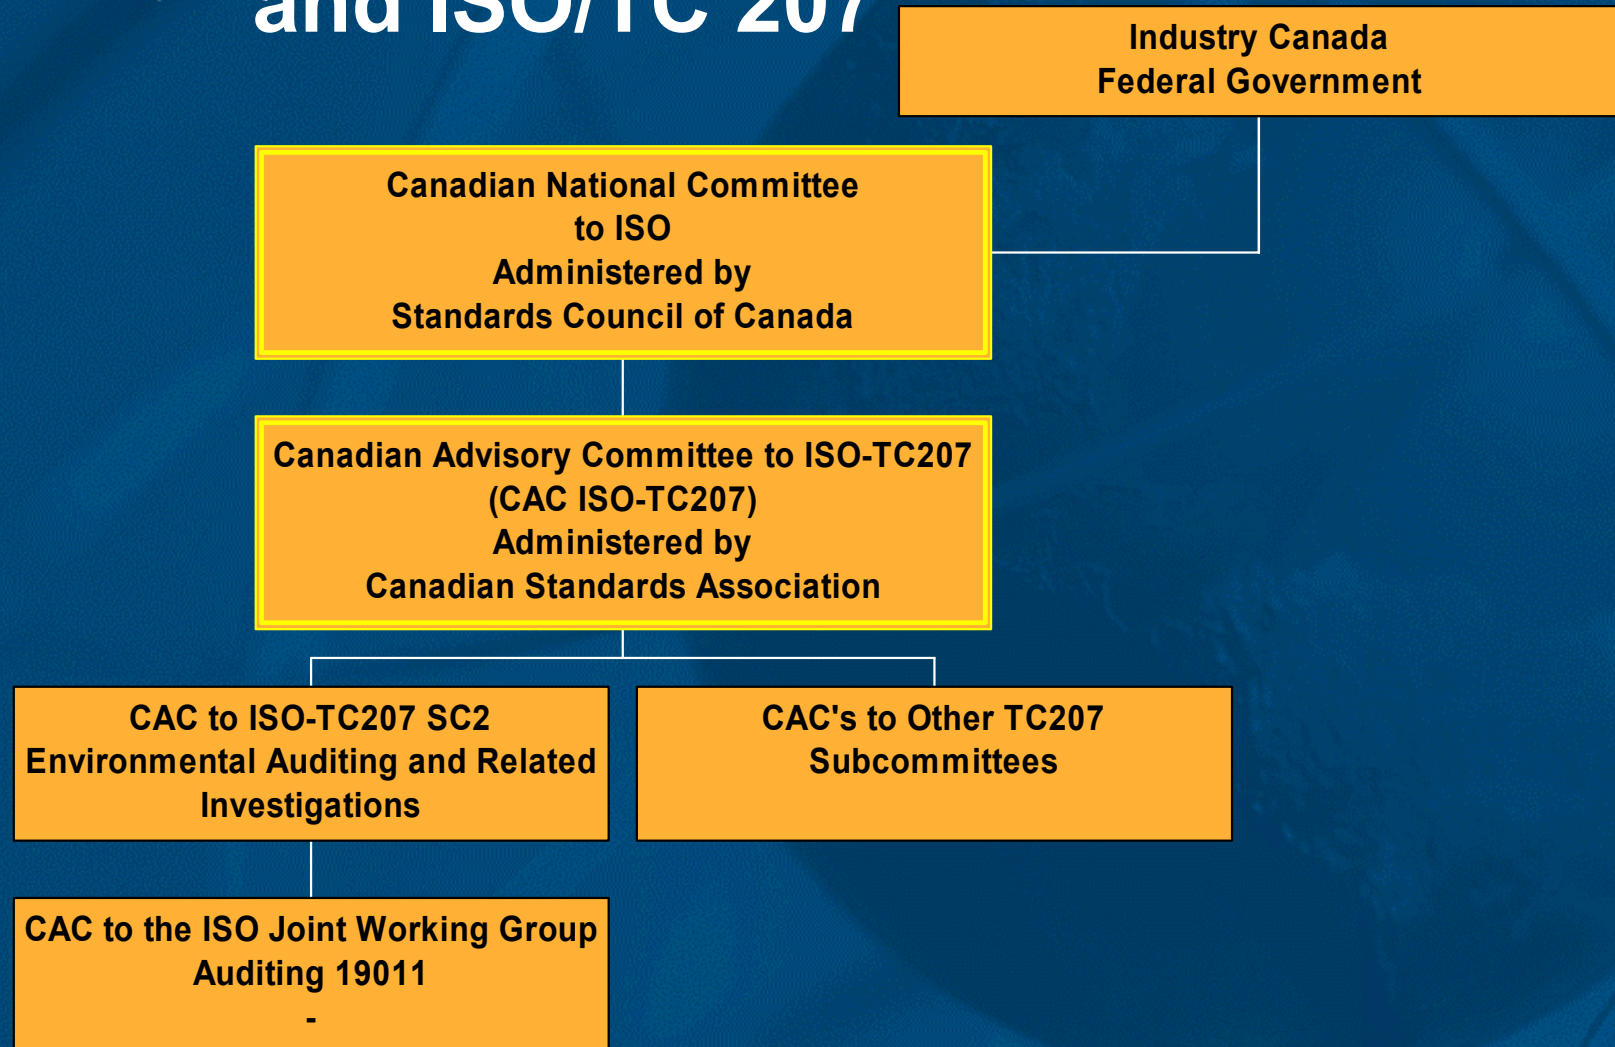 and ISO/TC 207
Industry Canada
Federal Government
Canadian National Committee
to ISO
Administered by
Standards Council of Canada
Canadian Advisory Committee to ISO-TC207
(CAC ISO-TC207)
Administered by
Canadian Standards Association
CAC to ISO-TC207 SC2
Environmental Auditing and Related
Investigations
CAC's to Other TC207
Subcommittees
CAC to the ISO Joint Working Group
Auditing 19011
-